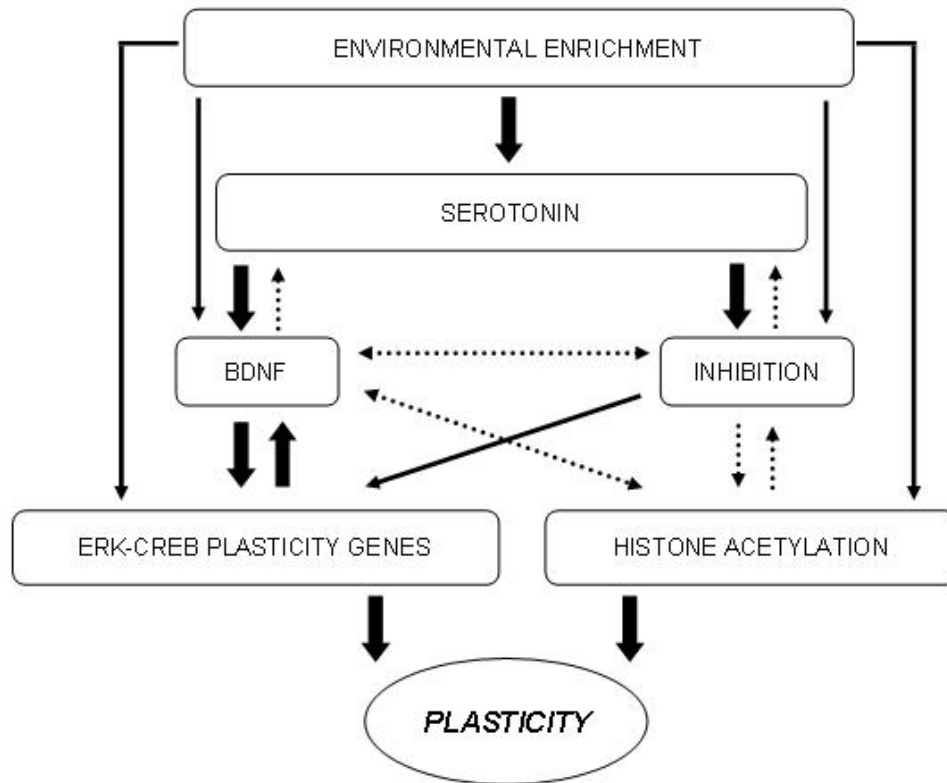 ENVIRONMENTAL ENRICHMENT
SEROTONIN
BDNF
INHIBITION
ERK-CREB PLASTICITY GENES
HISTONE ACETYLATION
PLASTICITY